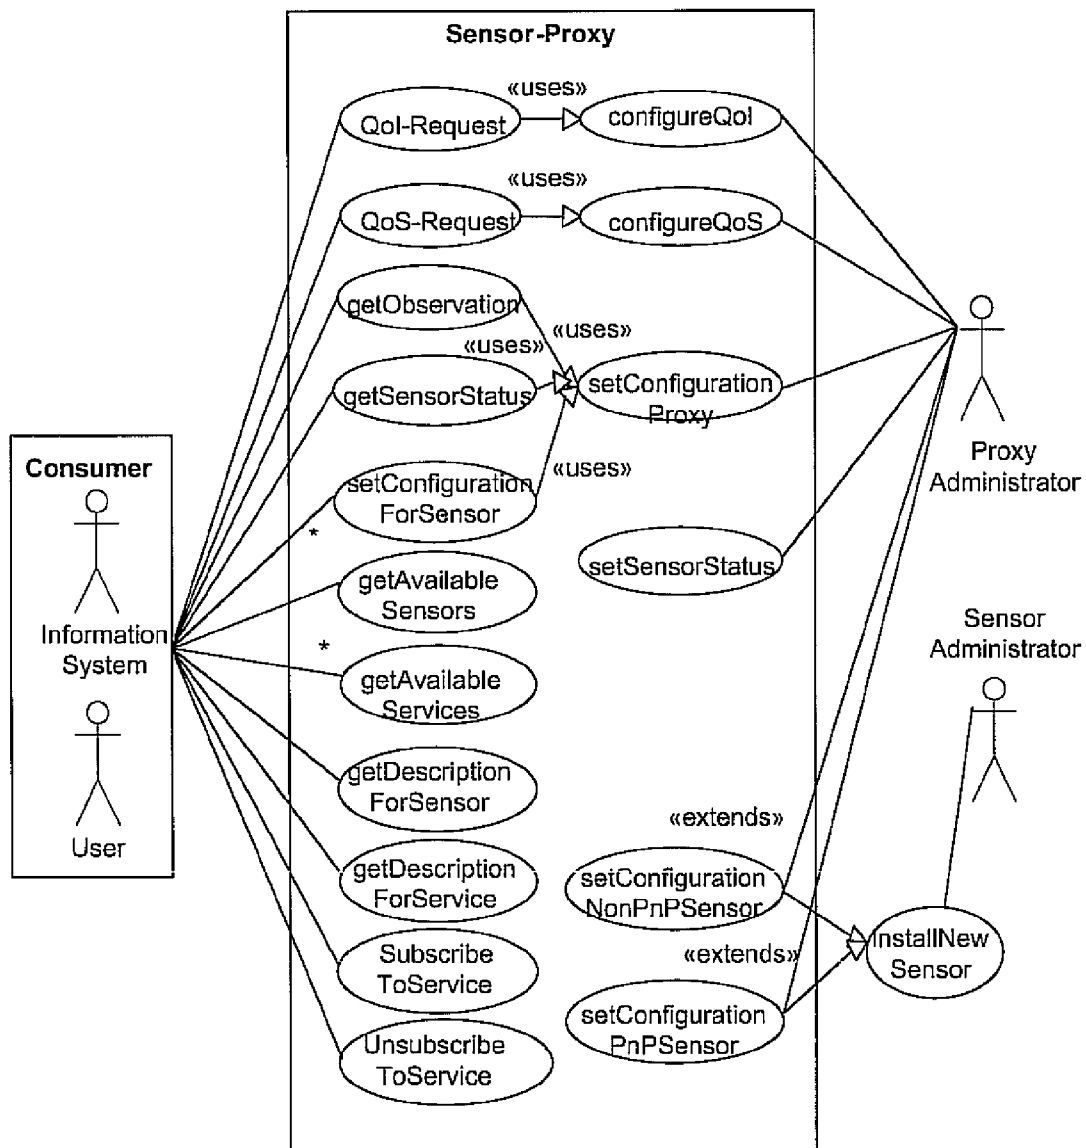 Sensor-Proxy
«uses»
QoI-Request
configureQoI
«uses»
QoS-Request
configureQoS
getObservation
«uses»
«uses»
getSensorStatus
setConfiguration
Proxy
Proxy
Administrator
Consumer
setConfiguration
ForSensor
«uses»
*
setSensorStatus
getAvailable
Sensors
Information
System
*
Sensor
Administrator
getAvailable
Services
getDescription
ForSensor
User
«extends»
getDescription
ForService
setConfiguration
NonPnPSensor
InstallNew
Sensor
«extends»
Subscribe
ToService
setConfiguration
PnPSensor
Unsubscribe
ToService